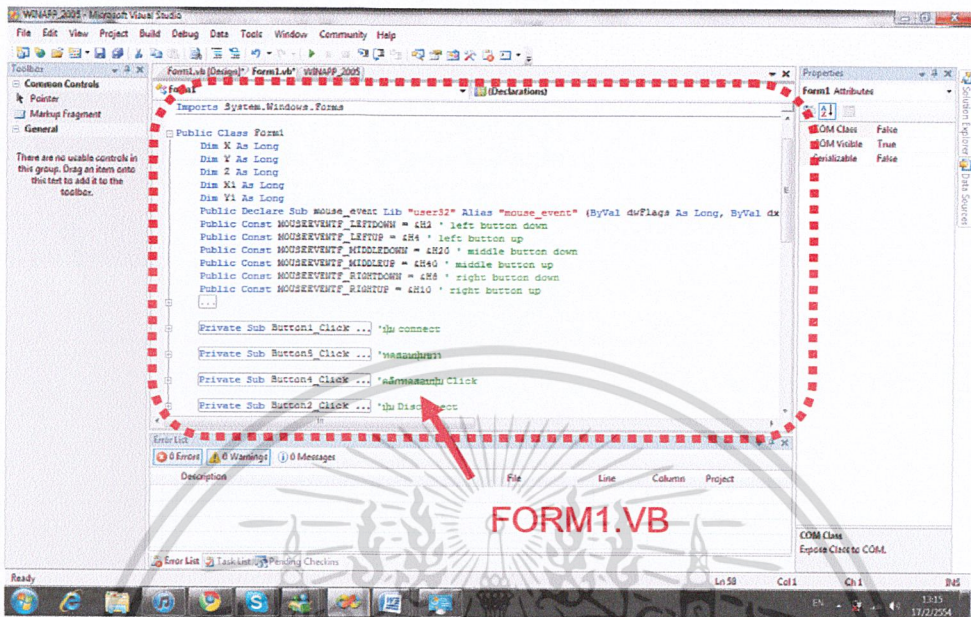 WINAPP_2005 - Microsoft Visual Studio
File Edit View Project Build Debug Data Tools Window Community Help
Toolbox
Common Controls
Pointer
Markup Fragment
General
There are no usable controls in
this group. Drag an item onto
this text to add it to the
toolbox.
Form1.vb [Design]* Form1.vb* WINAPP_2005
Form1
(Declarations)
Imports System.Windows.Forms
Public Class Form1
Dim X As Long
Dim Y As Long
Dim Z As Long
Dim X1 As Long
Dim Y1 As Long
Public Declare Sub mouse_event Lib "user32" Alias "mouse_event" (ByVal dwFlags As Long, ByVal dx
Public Const MOUSEEVENTF_LEFTDOWN = &H2 ' left button down
Public Const MOUSEEVENTF_LEFTUP = &H4 ' left button up
Public Const MOUSEEVENTF_MIDDLEDOWN = &H20 ' middle button down
Public Const MOUSEEVENTF_MIDDLEUP = &H40 ' middle button up
Public Const MOUSEEVENTF_RIGHTDOWN = &H8 ' right button down
Public Const MOUSEEVENTF_RIGHTUP = &H10 ' right button up
...
Private Sub Button1_Click ... 'ปุ่ม connect
Private Sub Button5_Click ...
Private Sub Button4_Click ... Click
Private Sub Button2_Click ... 'ปุ่ม Disconnect
Properties
Form1 Attributes
COM Class False
COM Visible True
Serializable False
COM Class
Expose Class to COM.
Solution Explorer
Data Sources
Error List
0 Errors 0 Warnings 0 Messages
Description File Line Column Project
FORM1.VB
Error List Task List Pending Checkins
Ready Ln 58 Col 1 Ch 1 INS
EN 13:15
17/2/2554